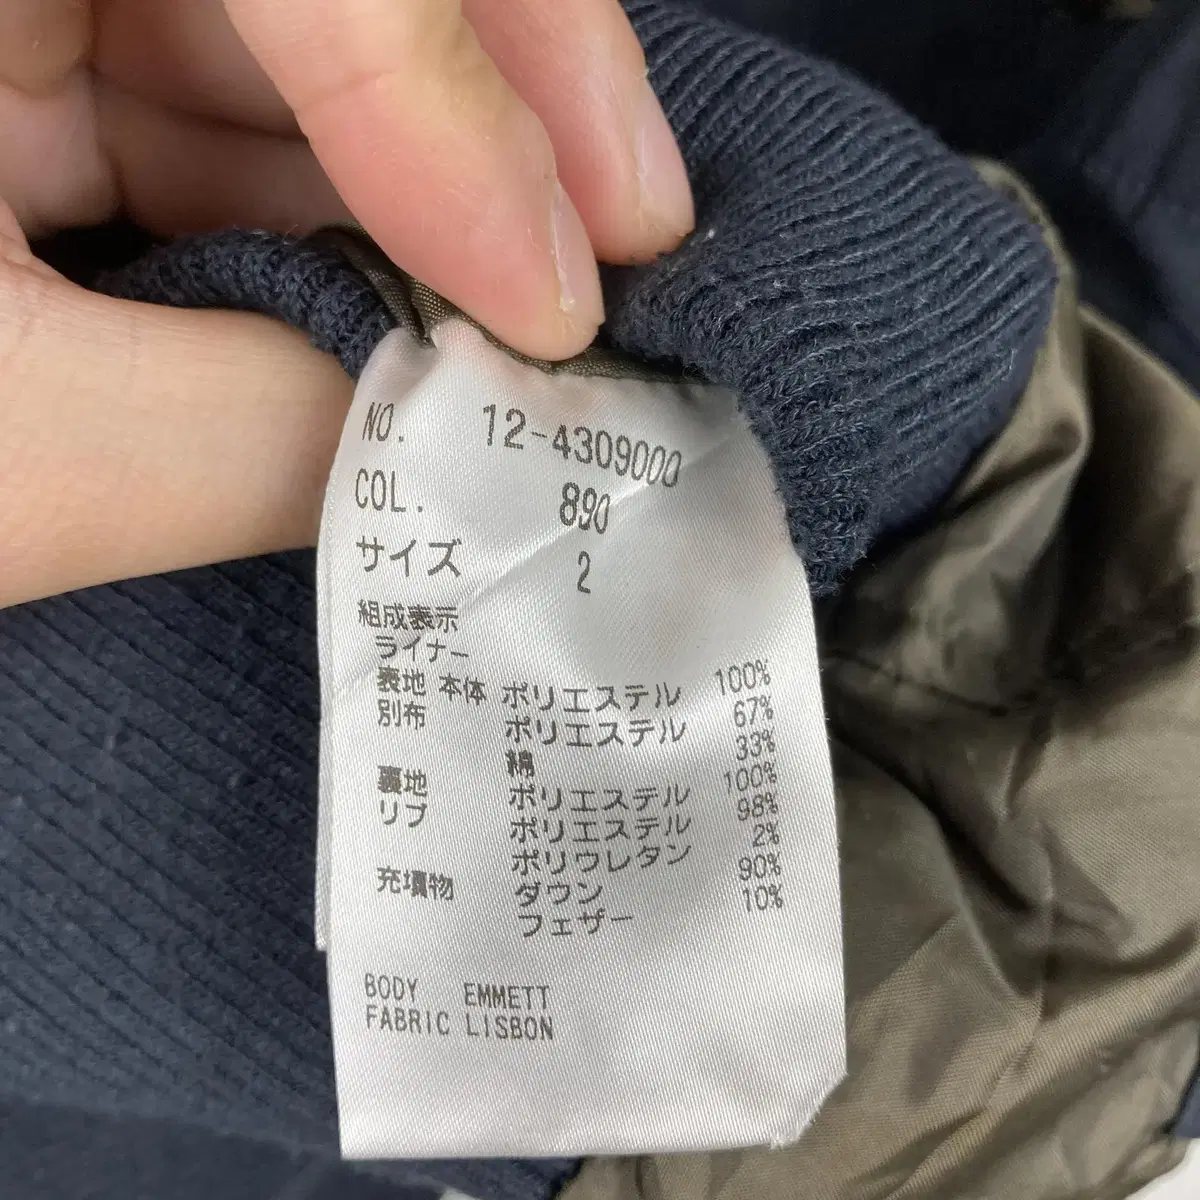 NO. 12-4309000
COL. 890
サイズ 2
組成表示
ライナー
表地 本体 ポリエステル 100%
別布 ポリエステル 67%
綿 33%
裏地 ポリエステル 100%
リブ ポリエステル 98%
ポリウレタン 2%
充填物 ダウン 90%
フェザー 10%
BODY EMMETT
FABRIC LISBON